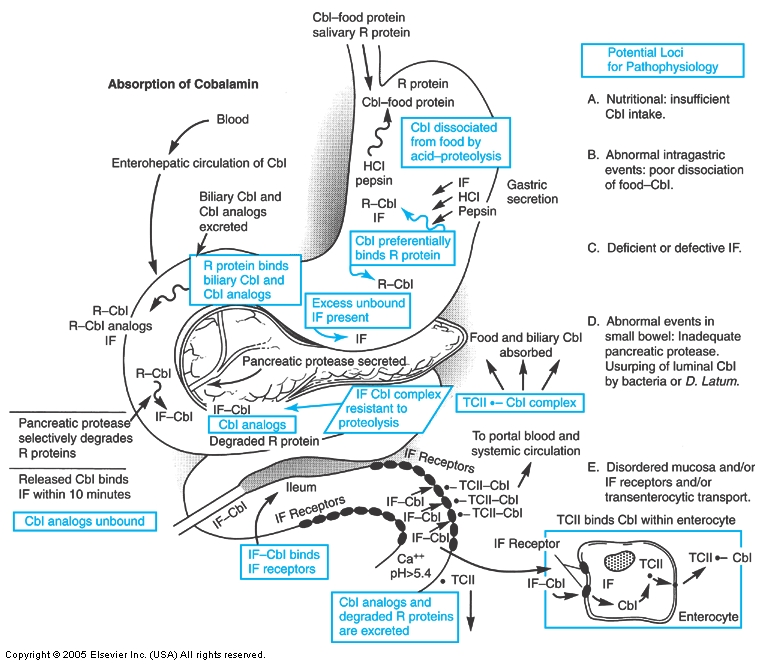 Cbl–food protein
salivary R protein
Absorption of Cobalamin
Blood
Enterohepatic circulation of Cbl
Biliary Cbl and
Cbl analogs
excreted
R protein binds
biliary Cbl and
Cbl analogs
R–Cbl
R–Cbl analogs
IF
R–Cbl
IF–Cbl
Pancreatic protease
selectively degrades
R proteins
Released Cbl binds
IF within 10 minutes
Cbl analogs unbound
R protein
Cbl–food protein
Cbl dissociated
from food by
acid–proteolysis
HCl
pepsin
IF
HCl
Pepsin
Gastric
secretion
R–Cbl
IF
Cbl preferentially
binds R protein
R–Cbl
Excess unbound
IF present
IF
Pancreatic protease secreted
IF–Cbl
Cbl analogs
Degraded R protein
IF Cbl complex
resistant to
proteolysis
Food and biliary Cbl
absorbed
TCII •– Cbl complex
To portal blood and
systemic circulation
IF Receptors
Ileum
IF Receptors
IF–Cbl
•–TCII–Cbl
•–TCII–Cbl
•–TCII–Cbl
IF–Cbl
IF–Cbl
IF–Cbl
Ca++
pH>5.4
• TCII
IF–Cbl binds
IF receptors
Cbl analogs and
degraded R proteins
are excreted
Potential Loci
for Pathophysiology
A. Nutritional: insufficient
Cbl intake.
B. Abnormal intragastric
events: poor dissociation
of food–Cbl.
C. Deficient or defective IF.
D. Abnormal events in
small bowel: Inadequate
pancreatic protease.
Usurping of luminal Cbl
by bacteria or D. Latum.
E. Disordered mucosa and/or
IF receptors and/or
transenterocytic transport.
TCII binds Cbl within enterocyte
IF Receptor
IF–Cbl
IF
Cbl
TCII
TCII •– Cbl
Enterocyte
Copyright © 2005 Elsevier Inc. (USA) All rights reserved.